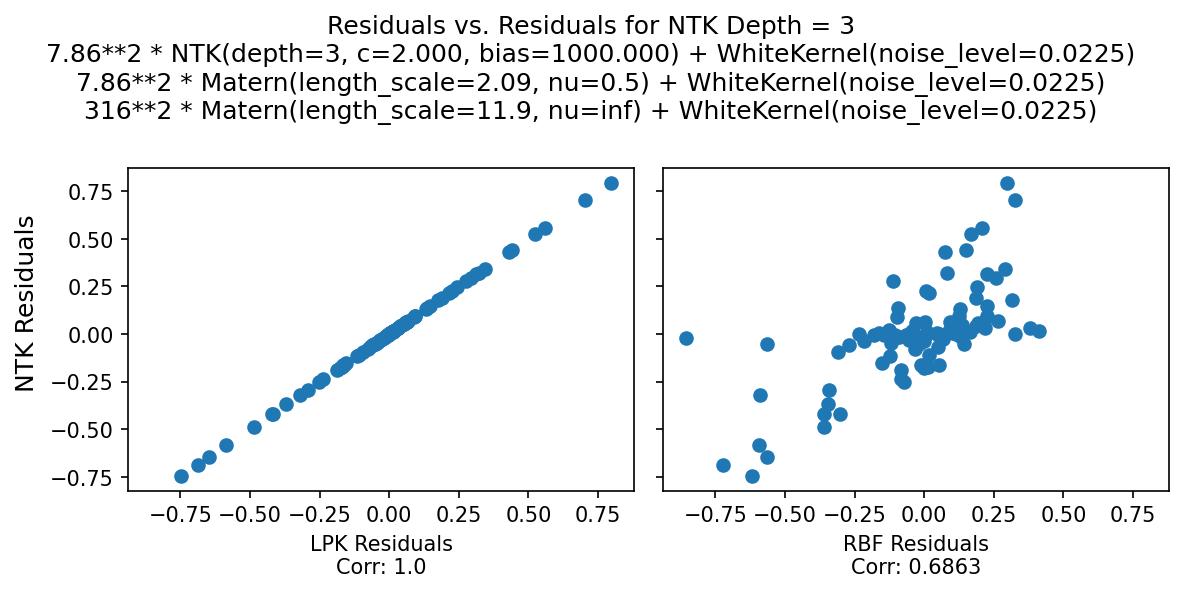 Residuals vs. Residuals for NTK Depth = 3
7.86**2 * NTK(depth=3, c=2.000, bias=1000.000) + WhiteKernel(noise_level=0.0225)
7.86**2 * Matern(length_scale=2.09, nu=0.5) + WhiteKernel(noise_level=0.0225)
316**2 * Matern(length_scale=11.9, nu=inf) + WhiteKernel(noise_level=0.0225)
NTK Residuals
0.75
0.50
0.25
0.00
−0.25
−0.50
−0.75
−0.75 −0.50 −0.25 0.00 0.25 0.50 0.75
LPK Residuals
Corr: 1.0
−0.75 −0.50 −0.25 0.00 0.25 0.50 0.75
RBF Residuals
Corr: 0.6863